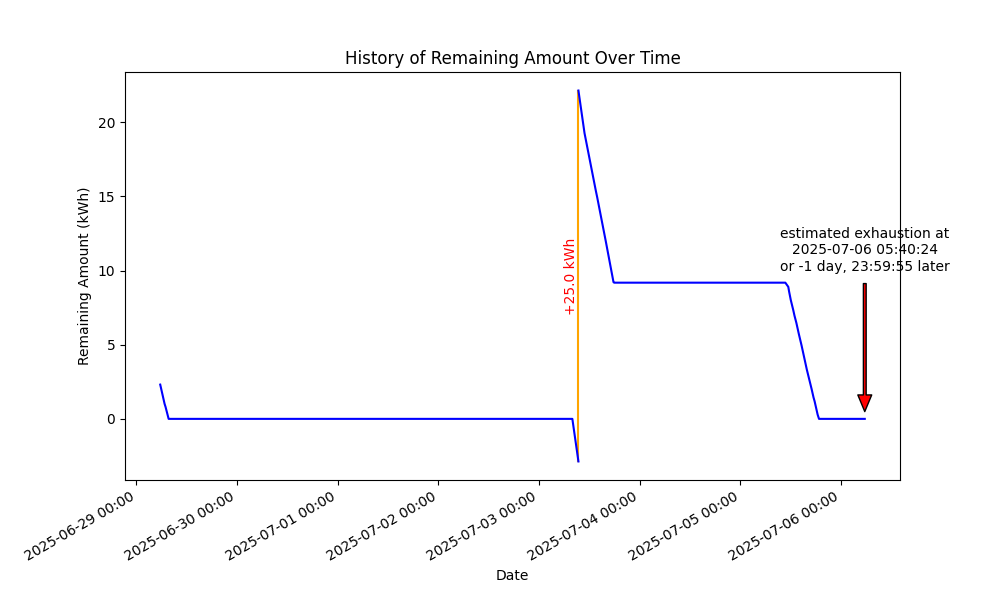 History of Remaining Amount Over Time
Remaining Amount (kWh)
20
15
10
5
0
+25.0 kWh
estimated exhaustion at
2025-07-06 05:40:24
or -1 day, 23:59:55 later
2025-06-29 00:00
2025-06-30 00:00
2025-07-01 00:00
2025-07-02 00:00
2025-07-03 00:00
2025-07-04 00:00
2025-07-05 00:00
2025-07-06 00:00
Date